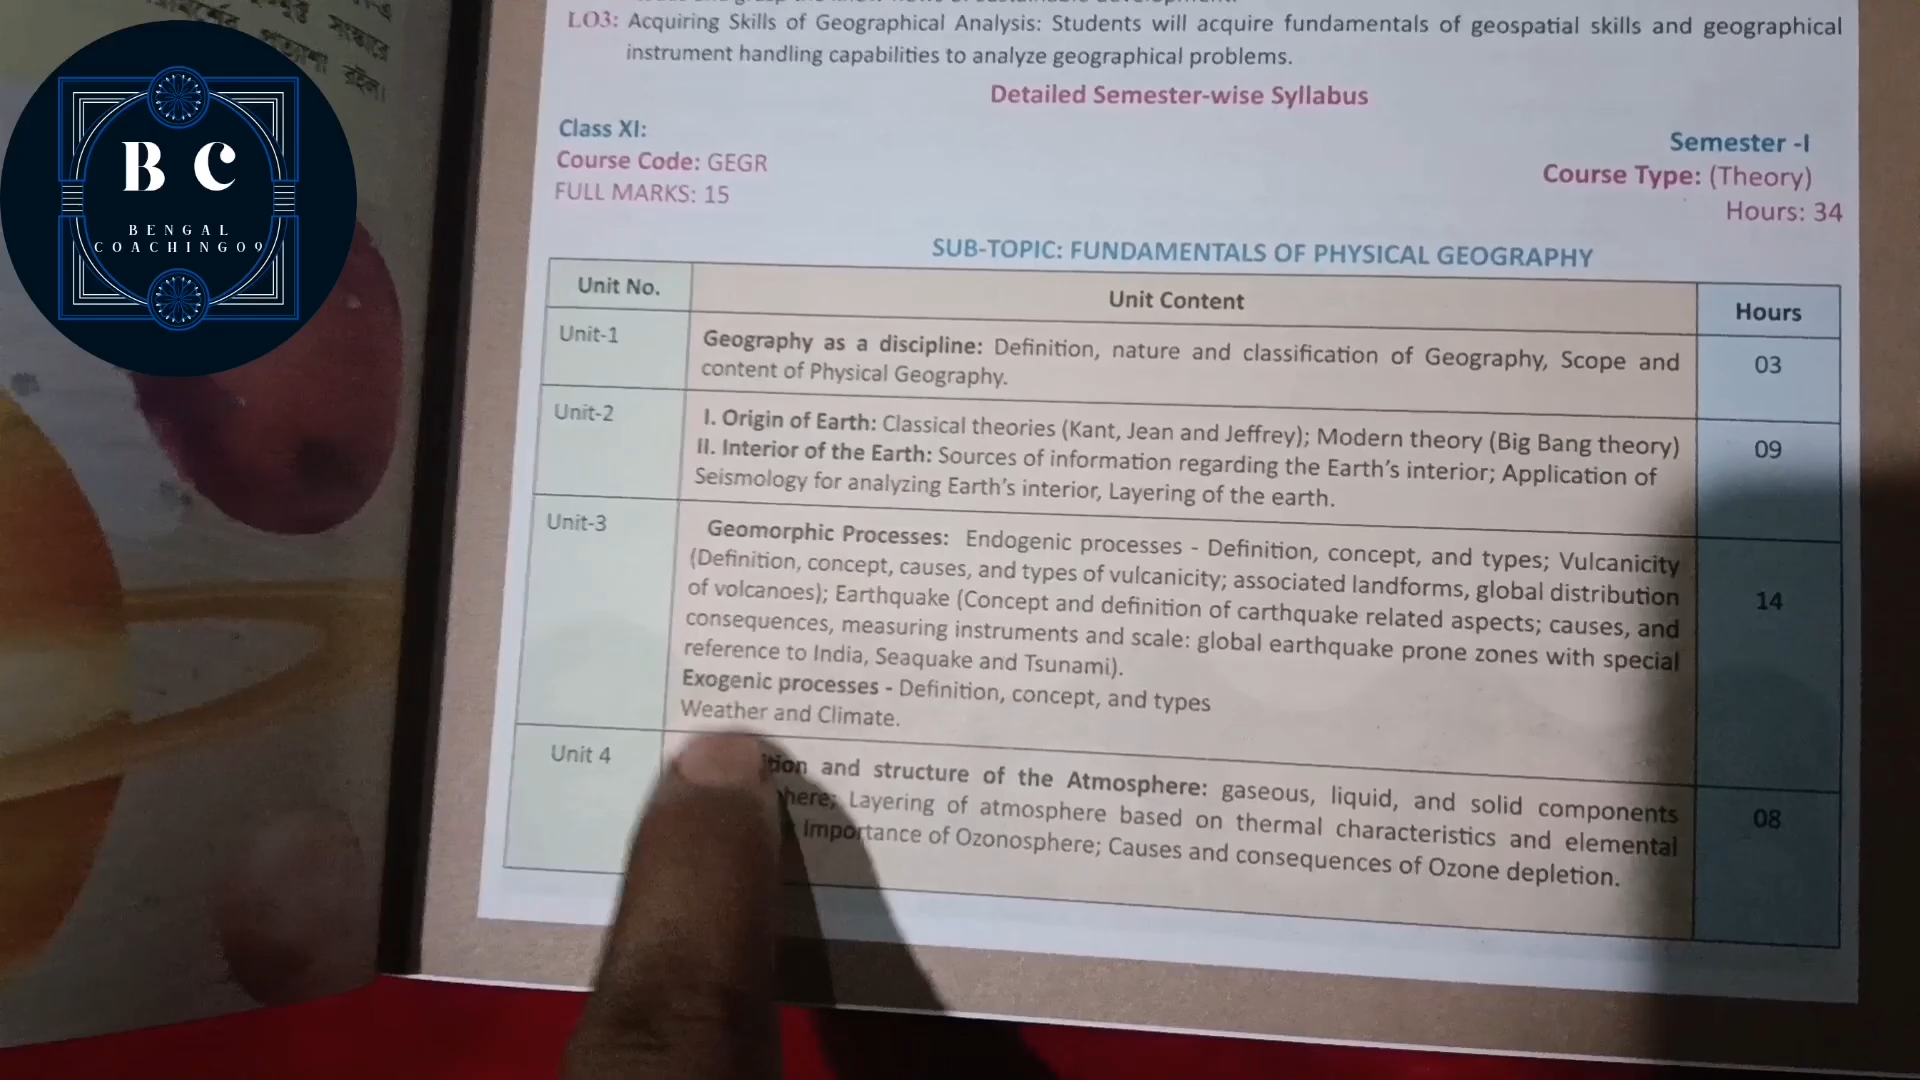 প্রত্যাশা রইল।
B C
BENGAL
COACHING09
LO3: Acquiring Skills of Geographical Analysis: Students will acquire fundamentals of geospatial skills and geographical
instrument handling capabilities to analyze geographical problems.
Detailed Semester-wise Syllabus
Class XI:
Semester -I
Course Code: GEGR
Course Type: (Theory)
FULL MARKS: 15
Hours: 34
SUB-TOPIC: FUNDAMENTALS OF PHYSICAL GEOGRAPHY
Unit No.
Unit Content
Hours
Unit-1
Geography as a discipline: Definition, nature and classification of Geography, Scope and
content of Physical Geography.
03
Unit-2
I. Origin of Earth: Classical theories (Kant, Jean and Jeffrey); Modern theory (Big Bang theory)
II. Interior of the Earth: Sources of information regarding the Earth's interior; Application of
Seismology for analyzing Earth's interior, Layering of the earth.
09
Unit-3
Geomorphic Processes: Endogenic processes - Definition, concept, and types; Vulcanicity
(Definition, concept, causes, and types of vulcanicity; associated landforms, global distribution
of volcanoes); Earthquake (Concept and definition of carthquake related aspects; causes, and
consequences, measuring instruments and scale: global earthquake prone zones with special
reference to India, Seaquake and Tsunami).
Exogenic processes - Definition, concept, and types
Weather and Climate.
14
Unit 4
and structure of the Atmosphere: gaseous, liquid, and solid components
Layering of atmosphere based on thermal characteristics and elemental
Importance of Ozonosphere; Causes and consequences of Ozone depletion.
08